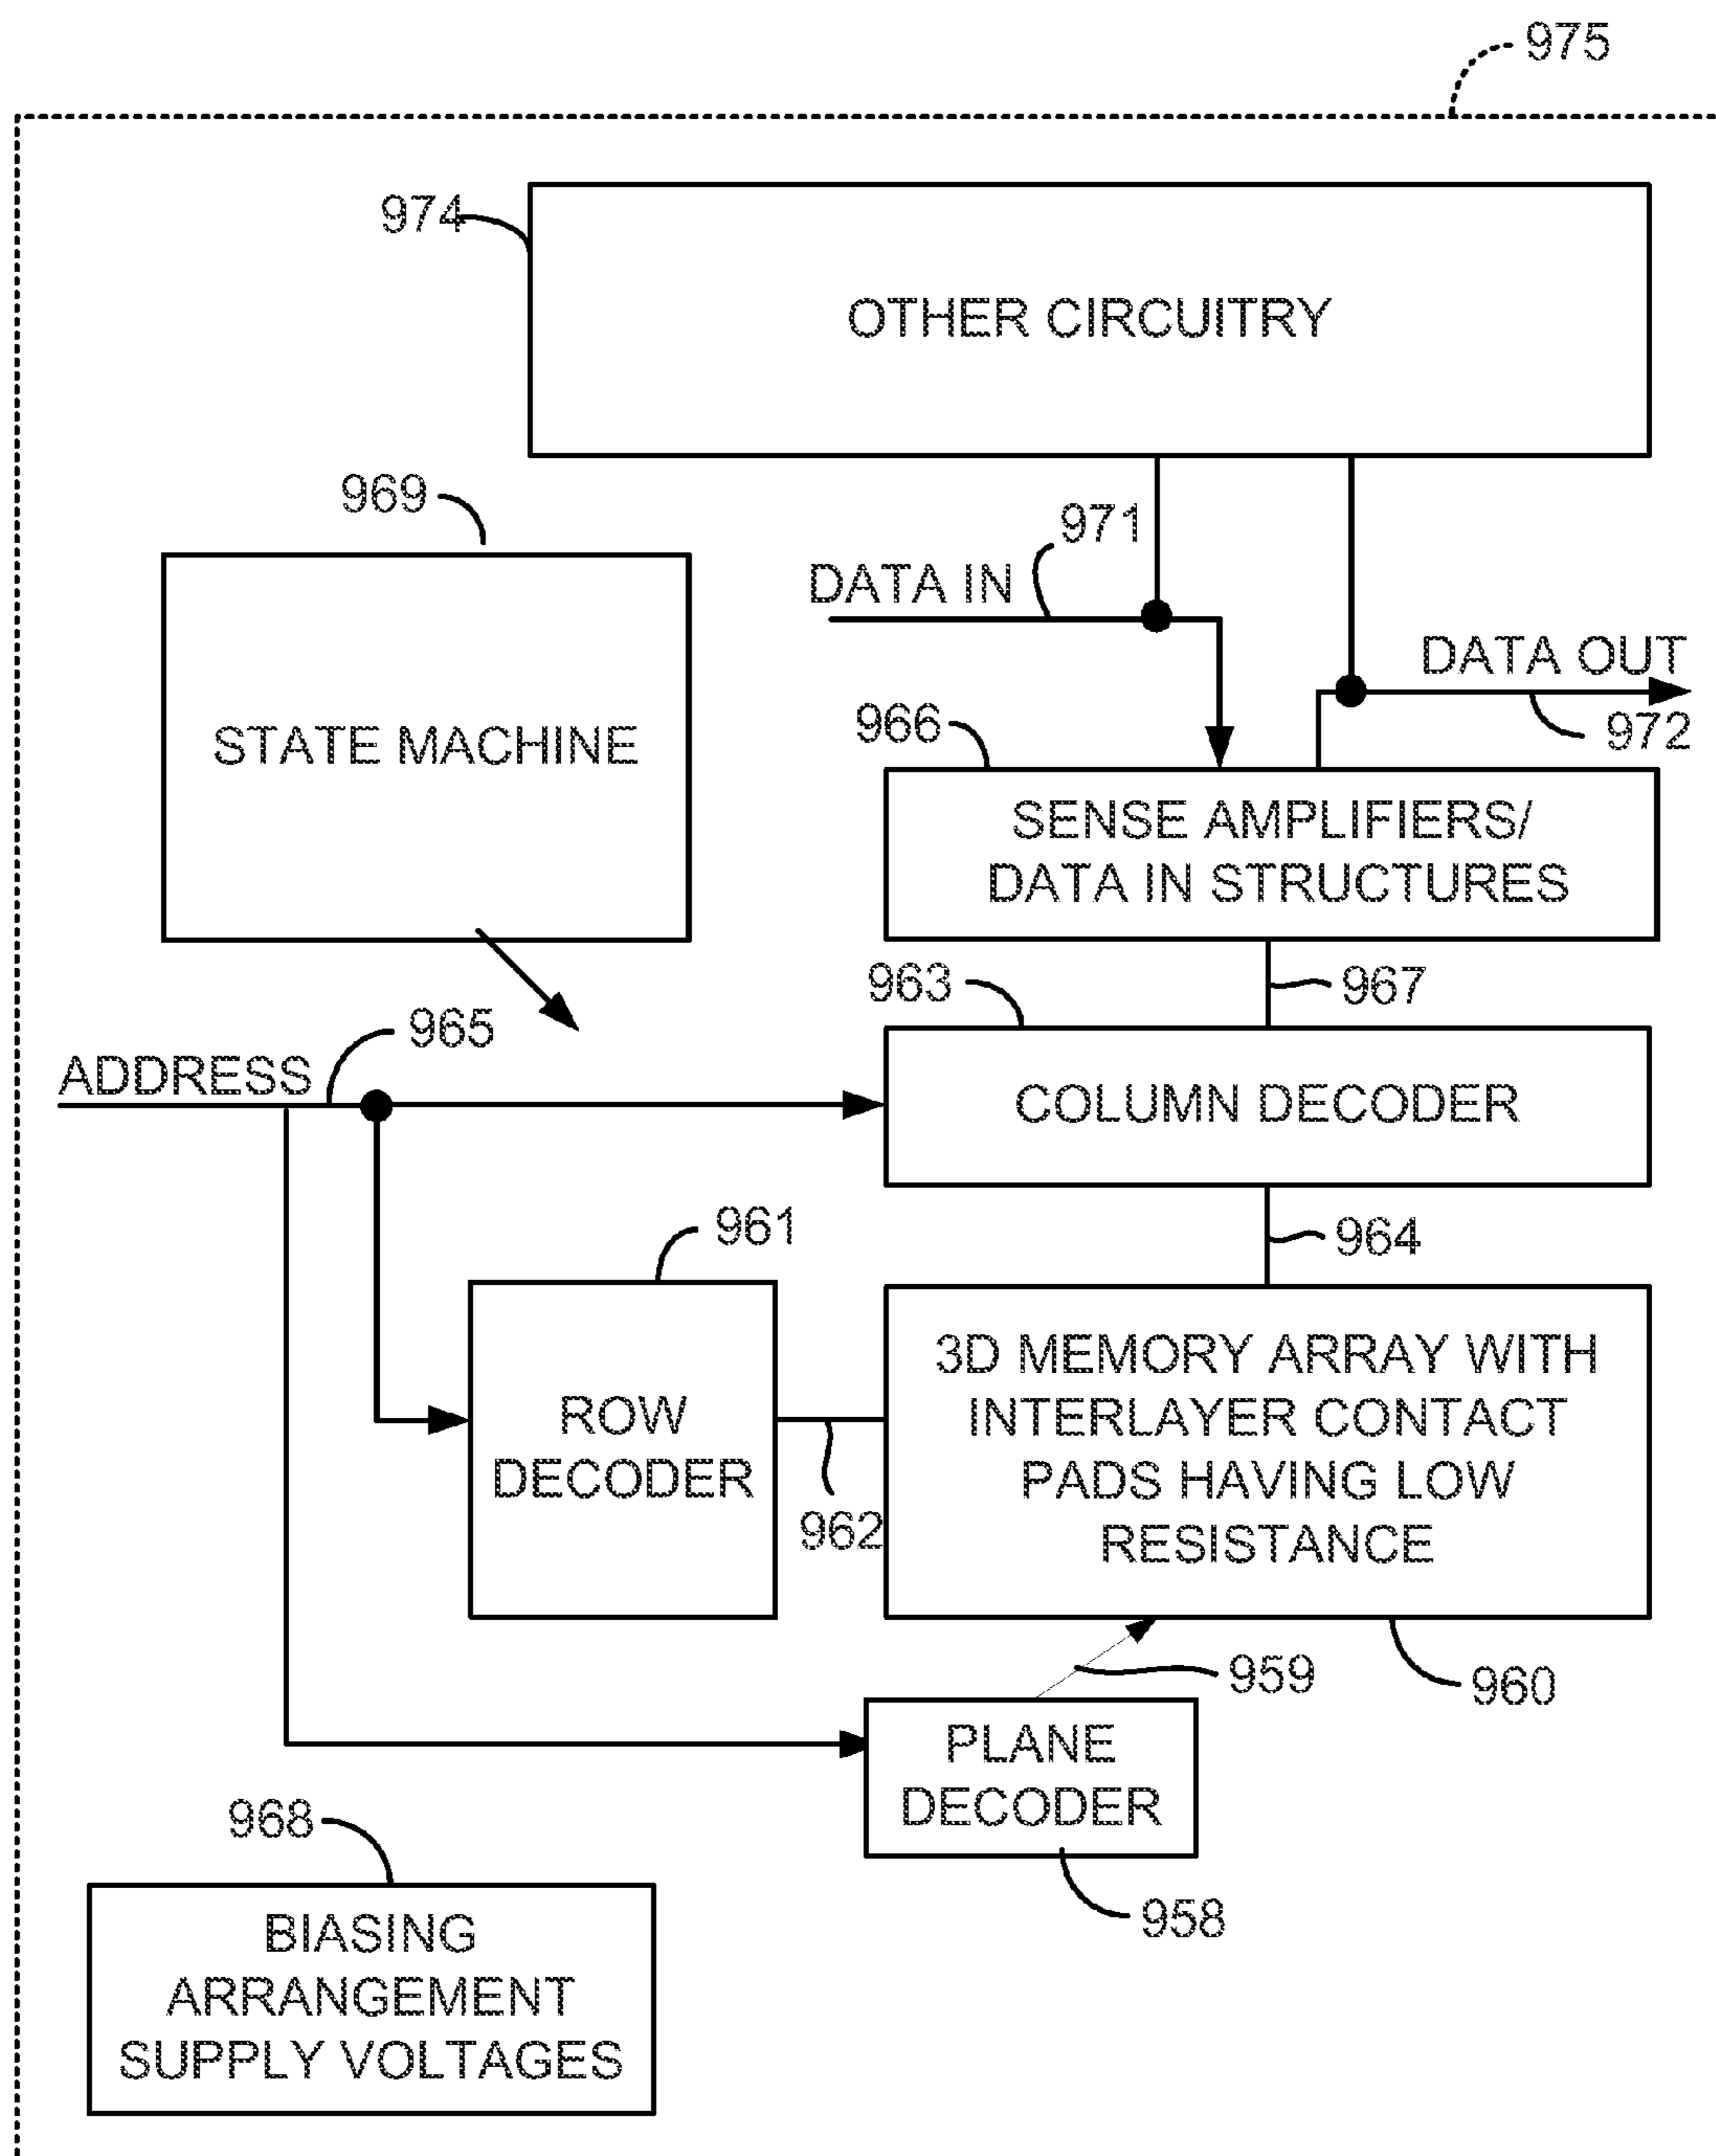 975
974
OTHER CIRCUITRY
969
971
DATA IN
DATA OUT
972
STATE MACHINE
966
SENSE AMPLIFIERS/
DATA IN STRUCTURES
963
967
965
ADDRESS
COLUMN DECODER
961
964
ROW
DECODER
962
3D MEMORY ARRAY WITH
INTERLAYER CONTACT
PADS HAVING LOW
RESISTANCE
959
960
PLANE
DECODER
958
968
BIASING
ARRANGEMENT
SUPPLY VOLTAGES